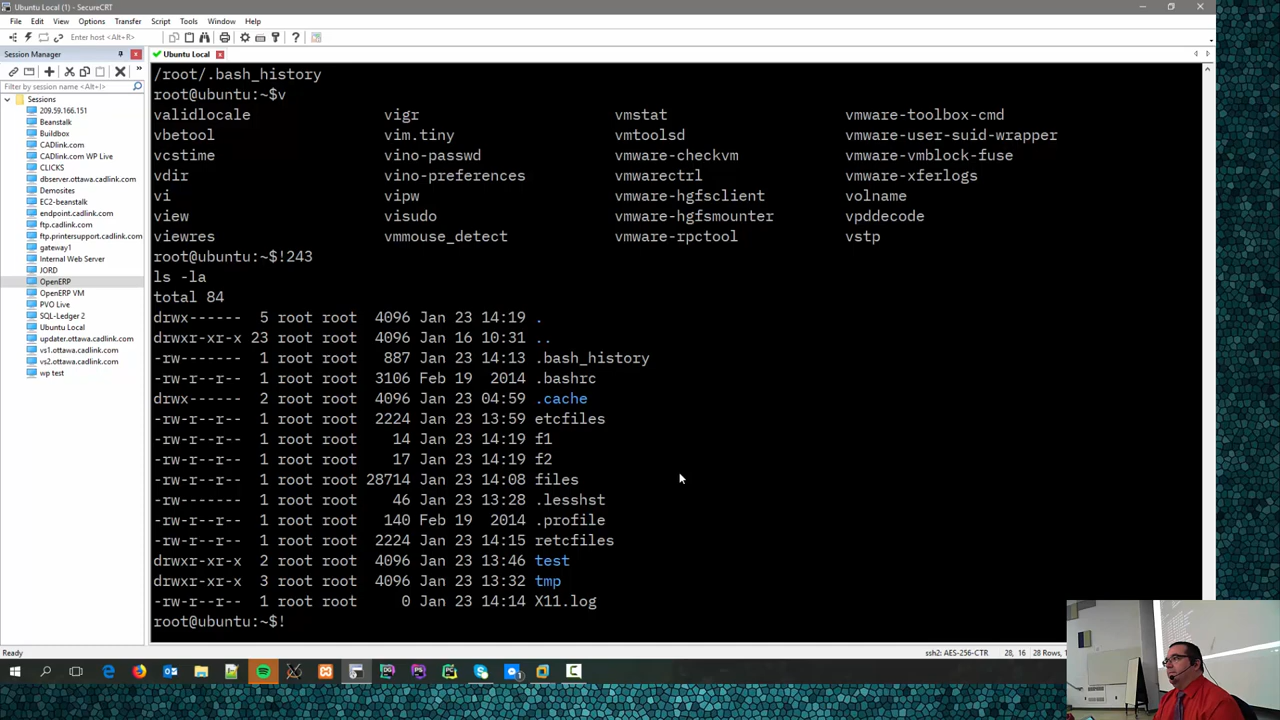 Ubuntu Local (1) - SecureCRT
File Edit View Options Transfer Script Tools Window Help
Enter host <Alt+R>
Session Manager
Ubuntu Local
Filter by session name <Alt+I>
Sessions
209.59.166.151
Beanstalk
Buildbox
CADlink.com
CADlink.com WP Live
CLICKS
dbserver.ottawa.cadlink.com
Demosites
EC2-beanstalk
endpoint.cadlink.com
ftp.cadlink.com
ftp.printersupport.cadlink.com
gateway1
Internal Web Server
JORD
OpenERP
OpenERP VM
PVO Live
SQL-Ledger 2
Ubuntu Local
updater.ottawa.cadlink.com
vs1.ottawa.cadlink.com
vs2.ottawa.cadlink.com
wp test
/root/.bash_history
root@ubuntu:~$v
validlocale vigr vmstat vmware-toolbox-cmd
vbetool vim.tiny vmtoolsd vmware-user-suid-wrapper
vcstime vino-passwd vmware-checkvm vmware-vmblock-fuse
vdir vino-preferences vmwarectrl vmware-xferlogs
vi vipw vmware-hgfsclient volname
view visudo vmware-hgfsmounter vpddecode
viewres vmmouse_detect vmware-rpctool vstp
root@ubuntu:~$!243
ls -la
total 84
drwx------ 5 root root 4096 Jan 23 14:19 .
drwxr-xr-x 23 root root 4096 Jan 16 10:31 ..
-rw------- 1 root root 887 Jan 23 14:13 .bash_history
-rw-r--r-- 1 root root 3106 Feb 19 2014 .bashrc
drwx------ 2 root root 4096 Jan 23 04:59 .cache
-rw-r--r-- 1 root root 2224 Jan 23 13:59 etcfiles
-rw-r--r-- 1 root root 14 Jan 23 14:19 f1
-rw-r--r-- 1 root root 17 Jan 23 14:19 f2
-rw-r--r-- 1 root root 28714 Jan 23 14:08 files
-rw------- 1 root root 46 Jan 23 13:28 .lesshst
-rw-r--r-- 1 root root 140 Feb 19 2014 .profile
-rw-r--r-- 1 root root 2224 Jan 23 14:15 retcfiles
drwxr-xr-x 2 root root 4096 Jan 23 13:46 test
drwxr-xr-x 3 root root 4096 Jan 23 13:32 tmp
-rw-r--r-- 1 root root 0 Jan 23 14:14 X11.log
root@ubuntu:~$!
Ready
ssh2: AES-256-CTR 28, 16 28 Rows,